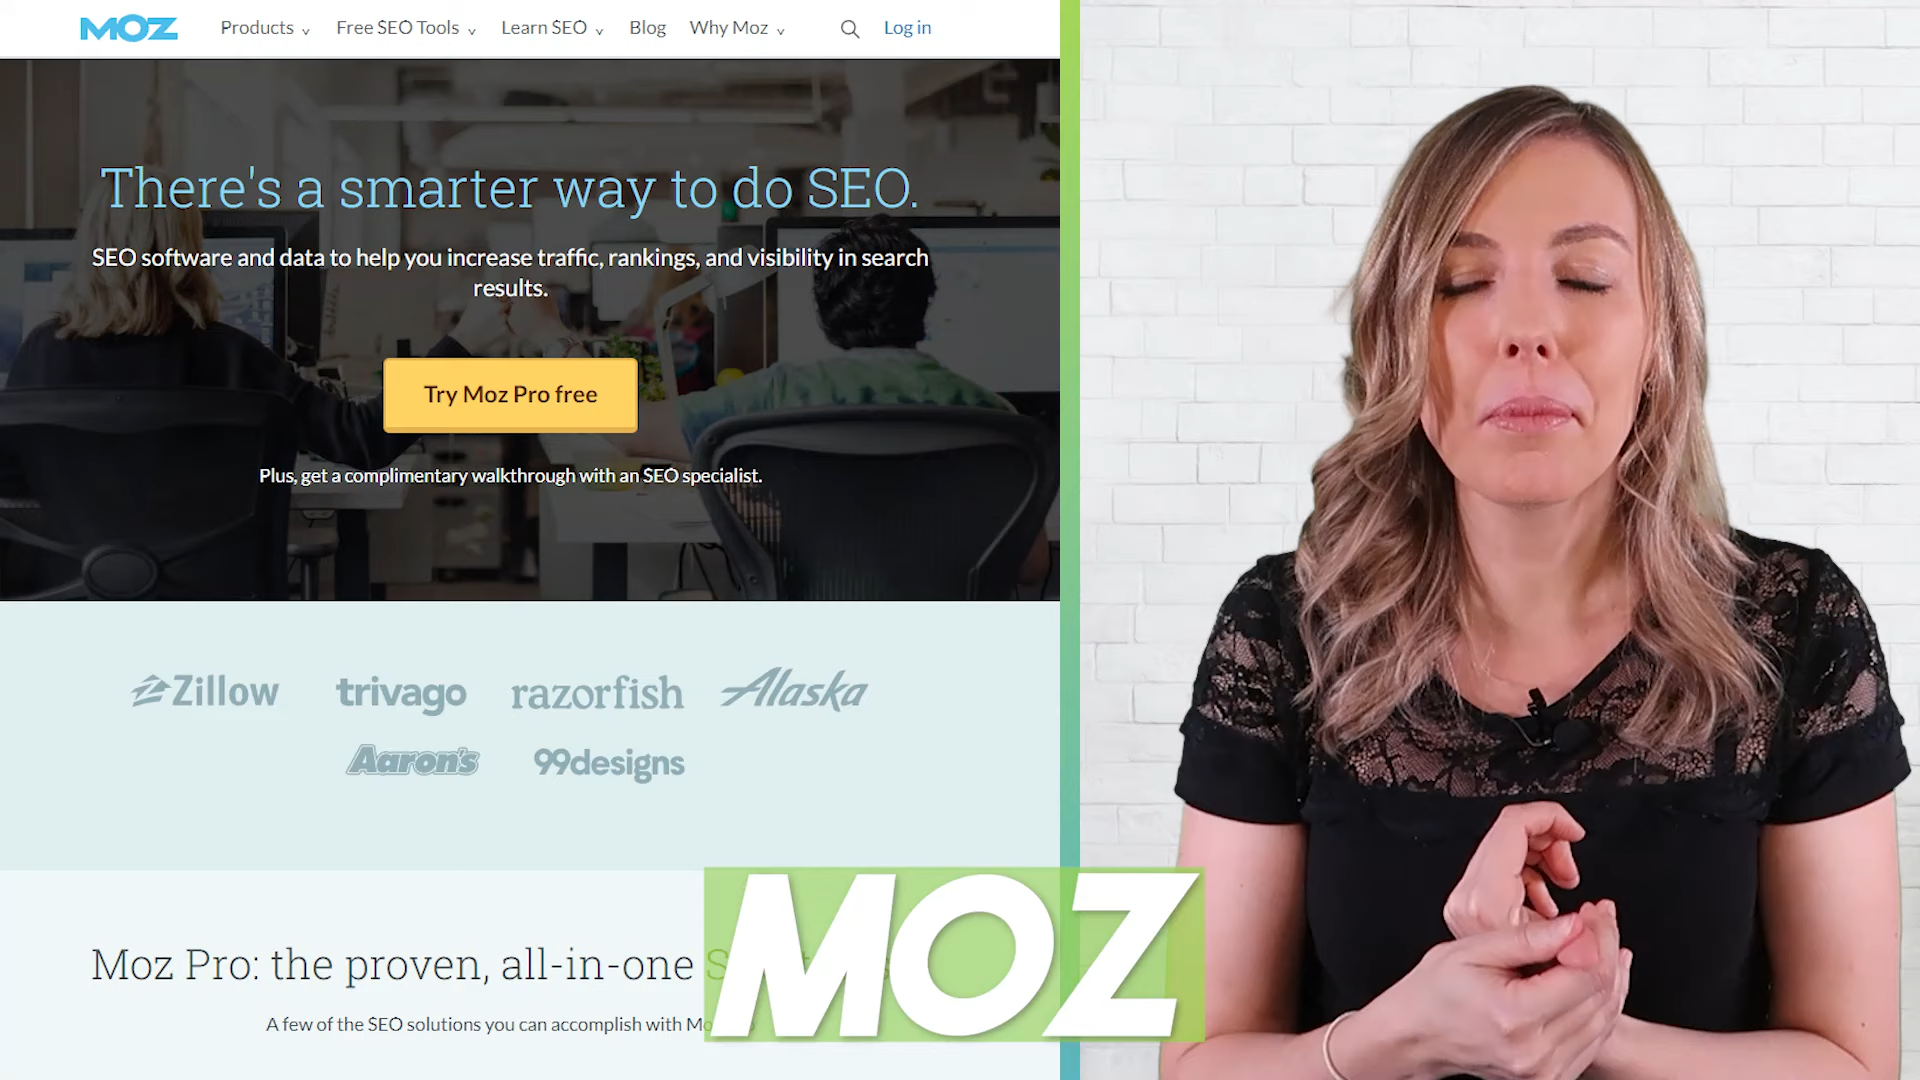 MOZ
Products
Free SEO Tools
Learn SEO
Blog
Why Moz
Log in
There's a smarter way to do SEO.
SEO software and data to help you increase traffic, rankings, and visibility in search
results.
Try Moz Pro free
Plus, get a complimentary walkthrough with an SEO specialist.
Zillow
trivago
razorfish
Alaska
Aaron's
99designs
Moz Pro: the proven, all-in-one
A few of the SEO solutions you can accomplish with
MOZ